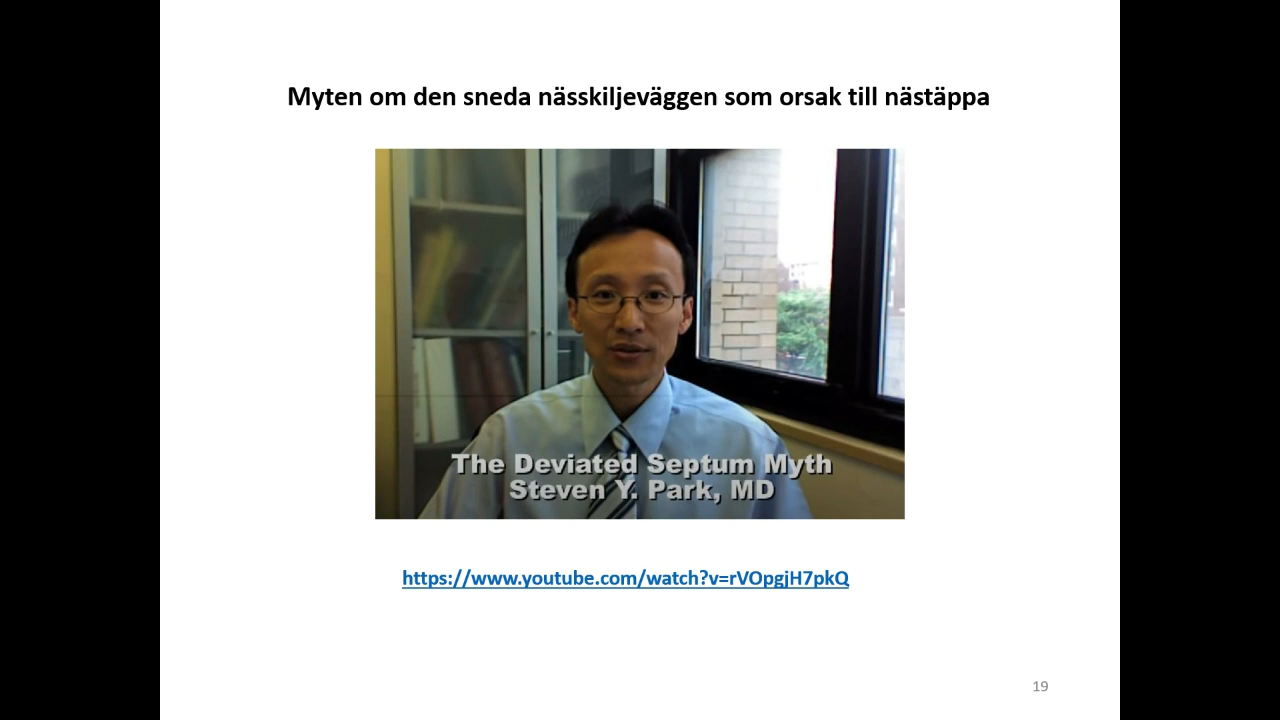 Myten om den sneda nässkiljeväggen som orsak till nästäppa
The Deviated Septum Myth
Steven Y. Park, MD
https://www.youtube.com/watch?v=rVOpgjH7pkQ
19